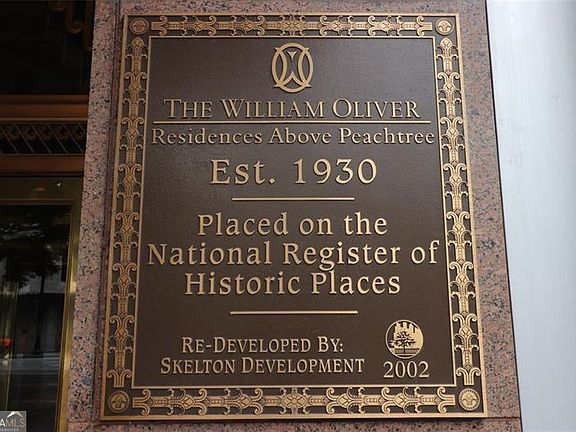 THE WILLIAM OLIVER
Residences Above Peachtree
Est. 1930
Placed on the
National Register of
Historic Places
RE-DEVELOPED BY:
SKELTON DEVELOPMENT
2002